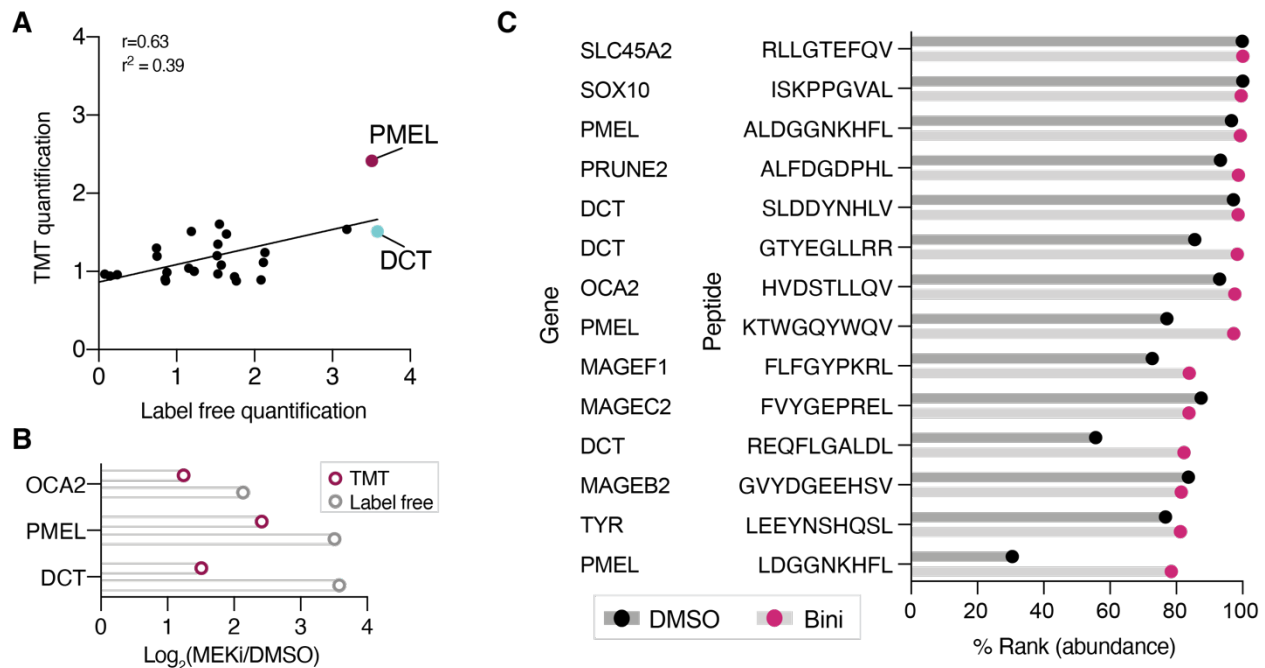 A
r=0.63
r² = 0.39
TMT quantification
4
3
2
1
0
PMEL
DCT
0 1 2 3 4
Label free quantification
B
OCA2
PMEL
DCT
TMT
Label free
0 1 2 3 4
Log₂(MEKi/DMSO)
C
Gene
Peptide
SLC45A2 RLLGTEFQV
SOX10 ISKPPGVAL
PMEL ALDGGNKHFL
PRUNE2 ALFDGDPHL
DCT SLDDYNHLV
DCT GTYEGLLRR
OCA2 HVDSTLLQV
PMEL KTWGQYWQV
MAGEF1 FLFGYPKRL
MAGEC2 FVYGEPREL
DCT REQFLGALDL
MAGEB2 GVYDGEEHSV
TYR LEEYNSHQSL
PMEL LDGGNKHFL
0 20 40 60 80 100
% Rank (abundance)
DMSO Bini